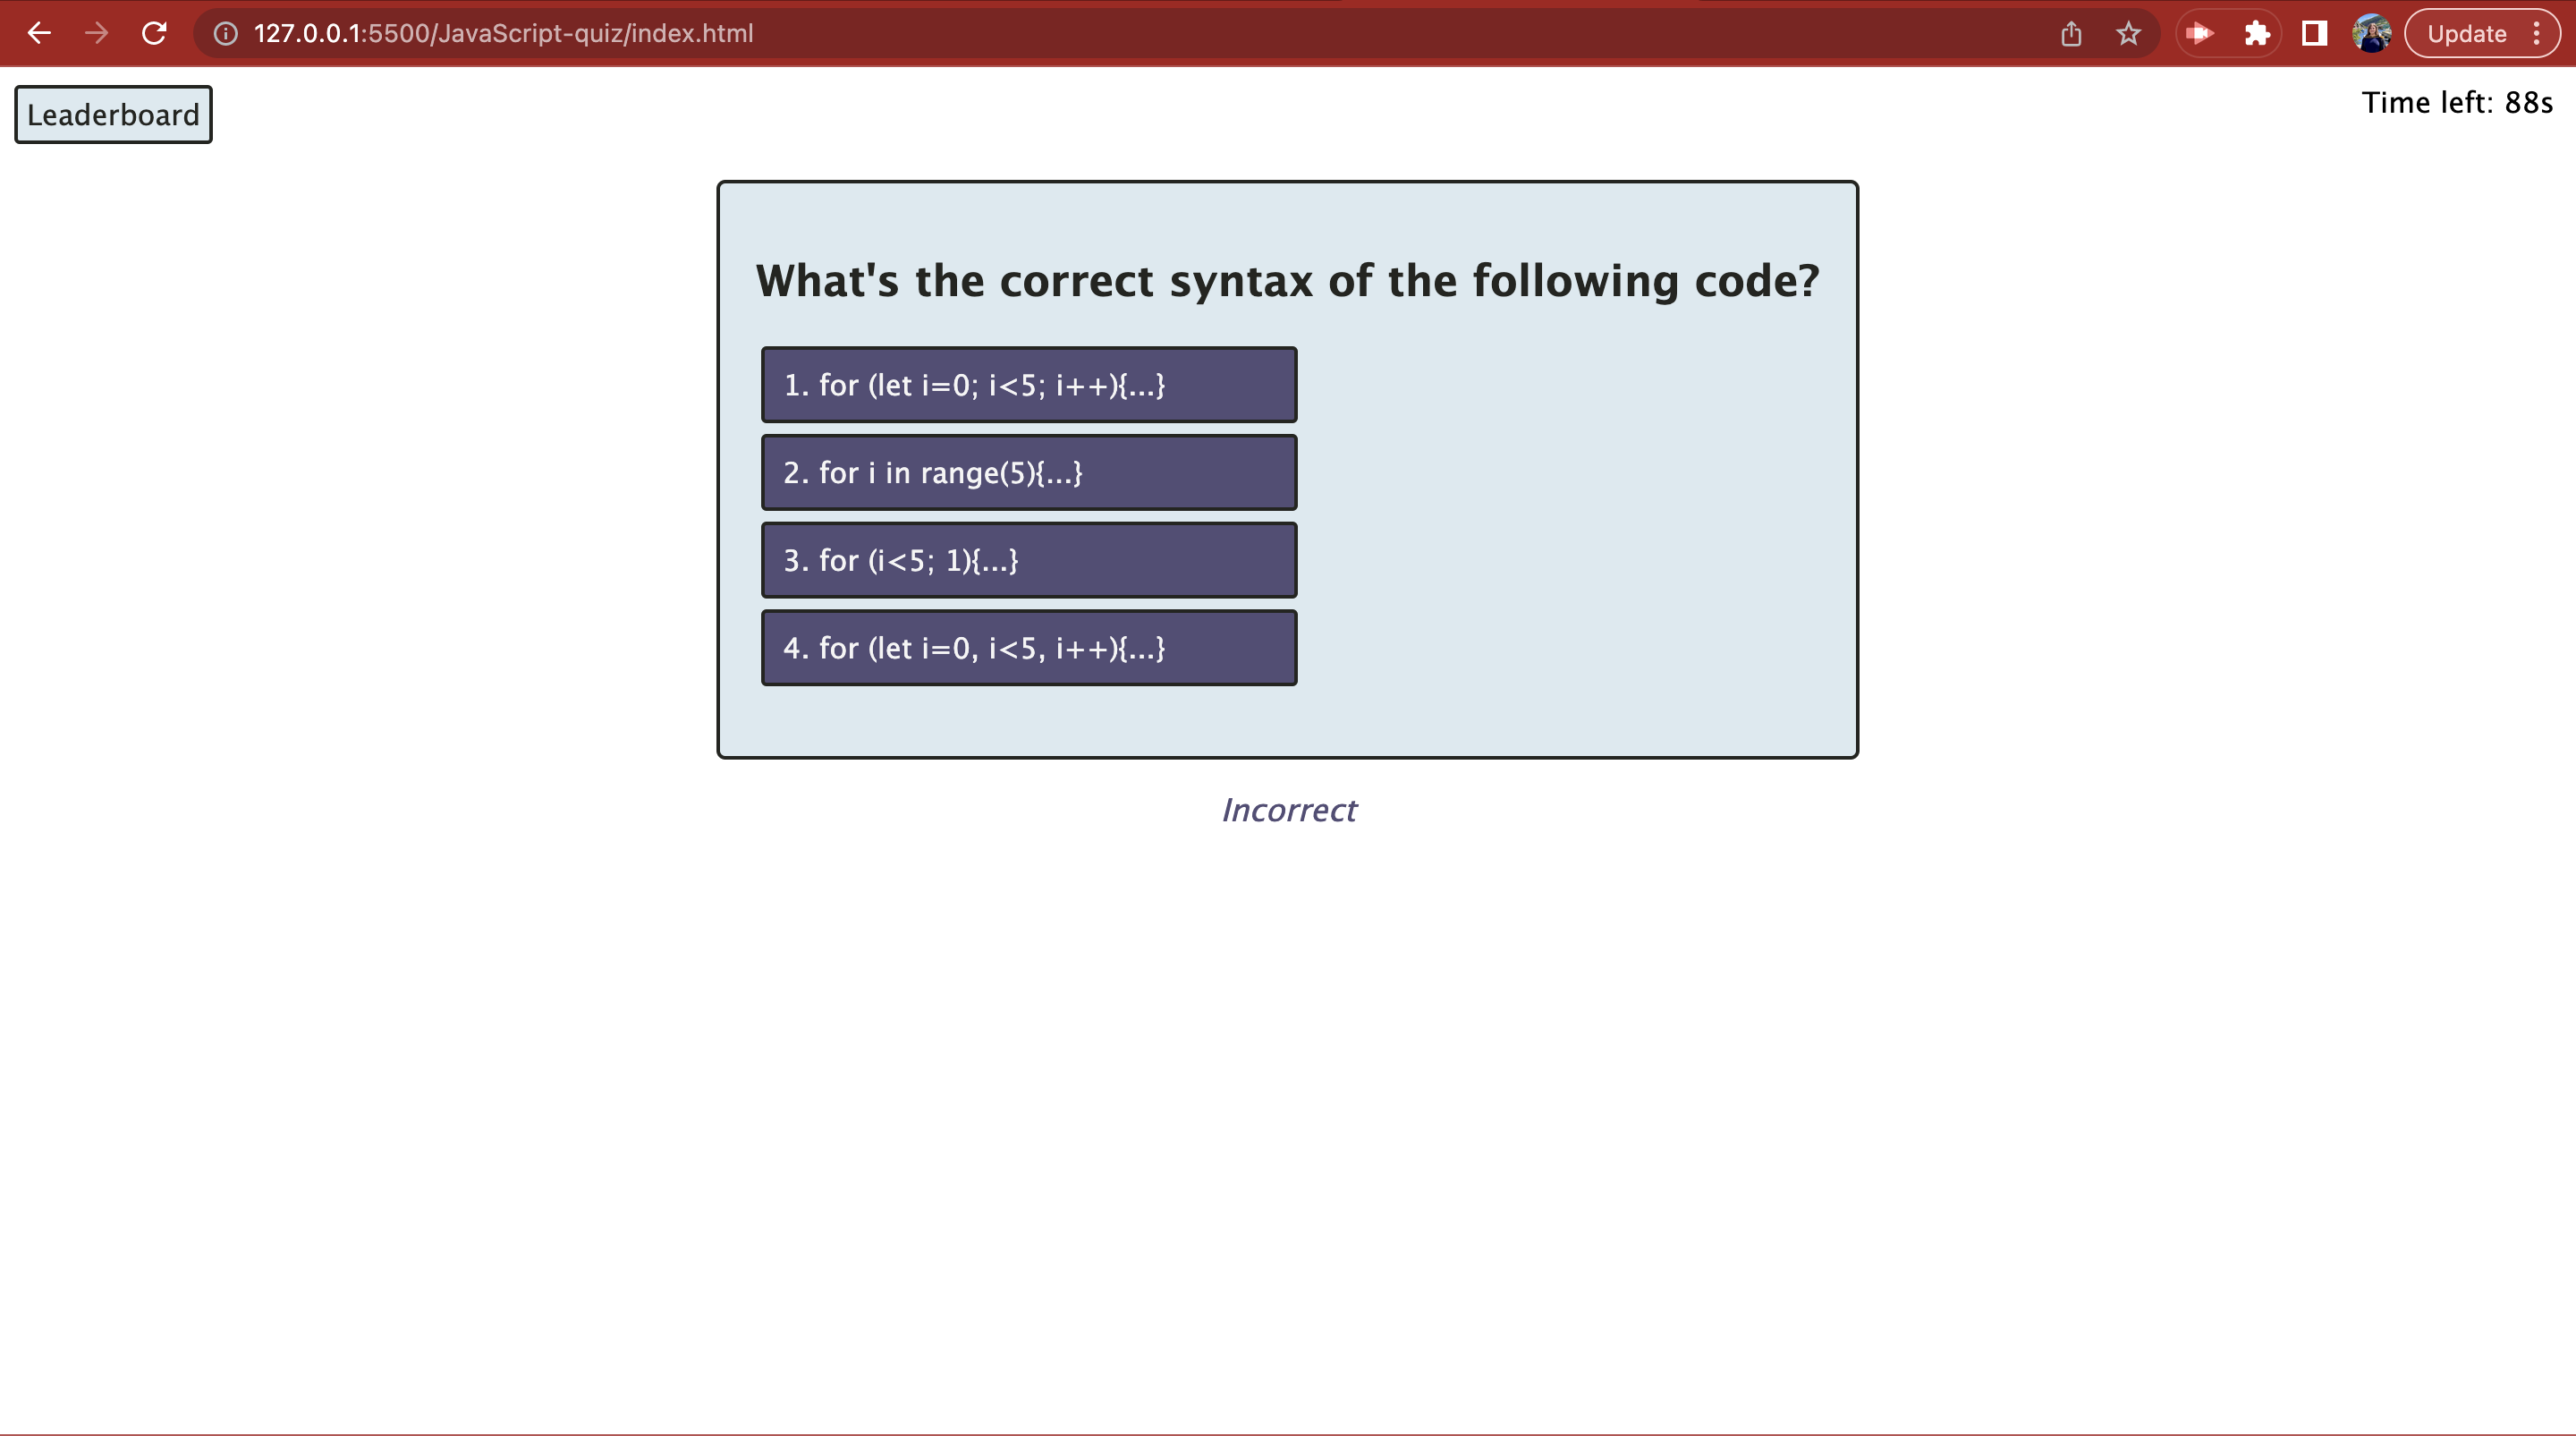 127.0.0.1:5500/JavaScript-quiz/index.html
Update
Leaderboard
Time left: 88s
What's the correct syntax of the following code?
1. for (let i=0; i<5; i++){...}
2. for i in range(5){...}
3. for (i<5; 1){...}
4. for (let i=0, i<5, i++){...}
Incorrect